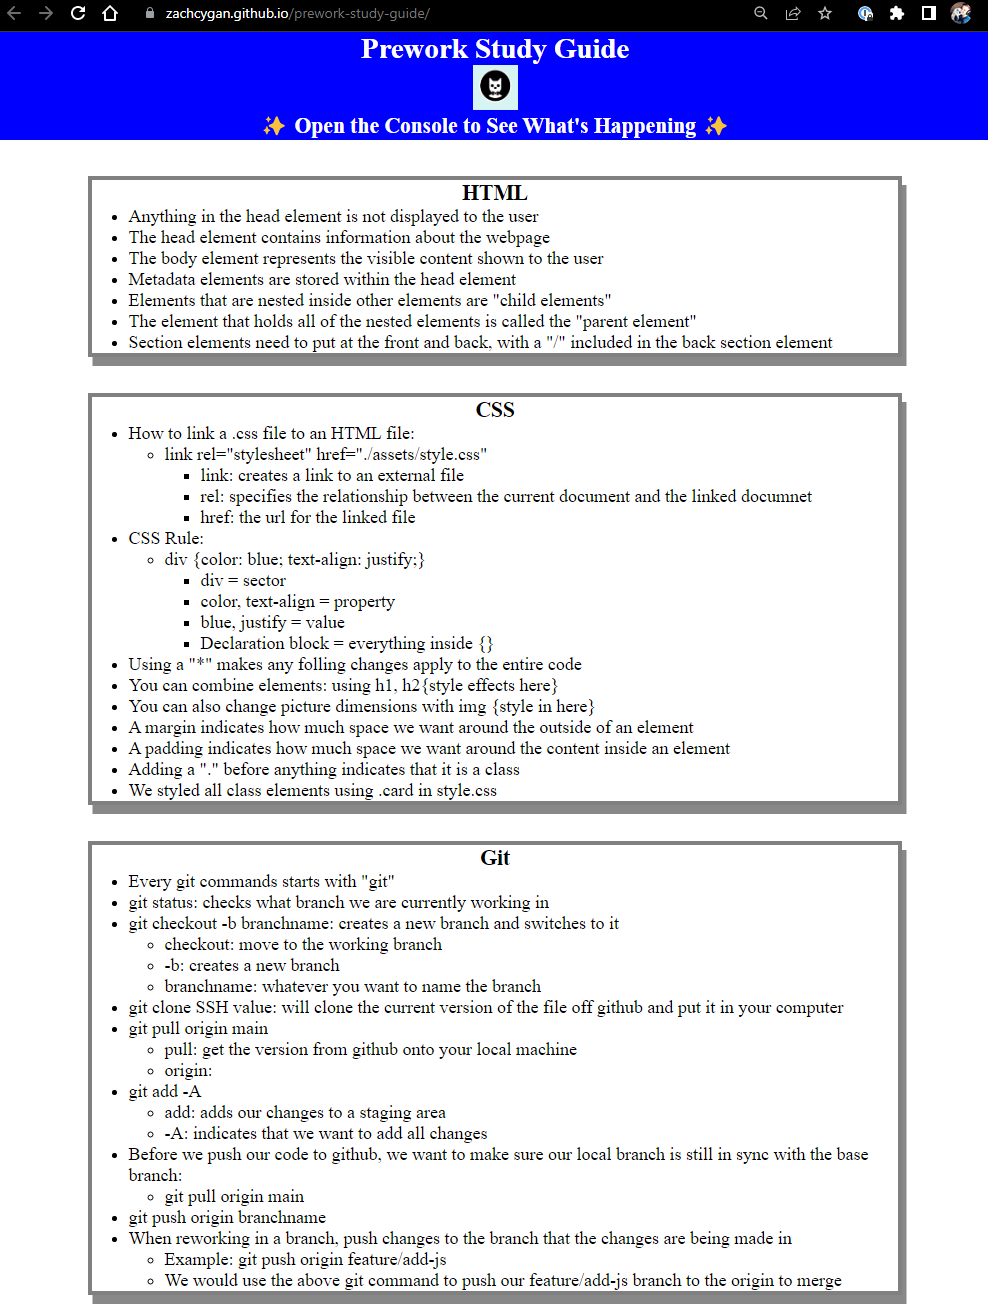 zachcygan.github.io/prework-study-guide/
Prework Study Guide
✨ Open the Console to See What's Happening ✨
HTML
• Anything in the head element is not displayed to the user
• The head element contains information about the webpage
• The body element represents the visible content shown to the user
• Metadata elements are stored within the head element
• Elements that are nested inside other elements are "child elements"
• The element that holds all of the nested elements is called the "parent element"
• Section elements need to put at the front and back, with a "/" included in the back section element
CSS
• How to link a .css file to an HTML file:
◦ link rel="stylesheet" href="./assets/style.css"
▪ link: creates a link to an external file
▪ rel: specifies the relationship between the current document and the linked documnet
▪ href: the url for the linked file
• CSS Rule:
◦ div {color: blue; text-align: justify;}
▪ div = sector
▪ color, text-align = property
▪ blue, justify = value
▪ Declaration block = everything inside {}
• Using a "*" makes any folling changes apply to the entire code
• You can combine elements: using h1, h2{style effects here}
• You can also change picture dimensions with img {style in here}
• A margin indicates how much space we want around the outside of an element
• A padding indicates how much space we want around the content inside an element
• Adding a "." before anything indicates that it is a class
• We styled all class elements using .card in style.css
Git
• Every git commands starts with "git"
• git status: checks what branch we are currently working in
• git checkout -b branchname: creates a new branch and switches to it
◦ checkout: move to the working branch
◦ -b: creates a new branch
◦ branchname: whatever you want to name the branch
• git clone SSH value: will clone the current version of the file off github and put it in your computer
• git pull origin main
◦ pull: get the version from github onto your local machine
◦ origin:
• git add -A
◦ add: adds our changes to a staging area
◦ -A: indicates that we want to add all changes
• Before we push our code to github, we want to make sure our local branch is still in sync with the base
branch:
◦ git pull origin main
• git push origin branchname
• When reworking in a branch, push changes to the branch that the changes are being made in
◦ Example: git push origin feature/add-js
◦ We would use the above git command to push our feature/add-js branch to the origin to merge